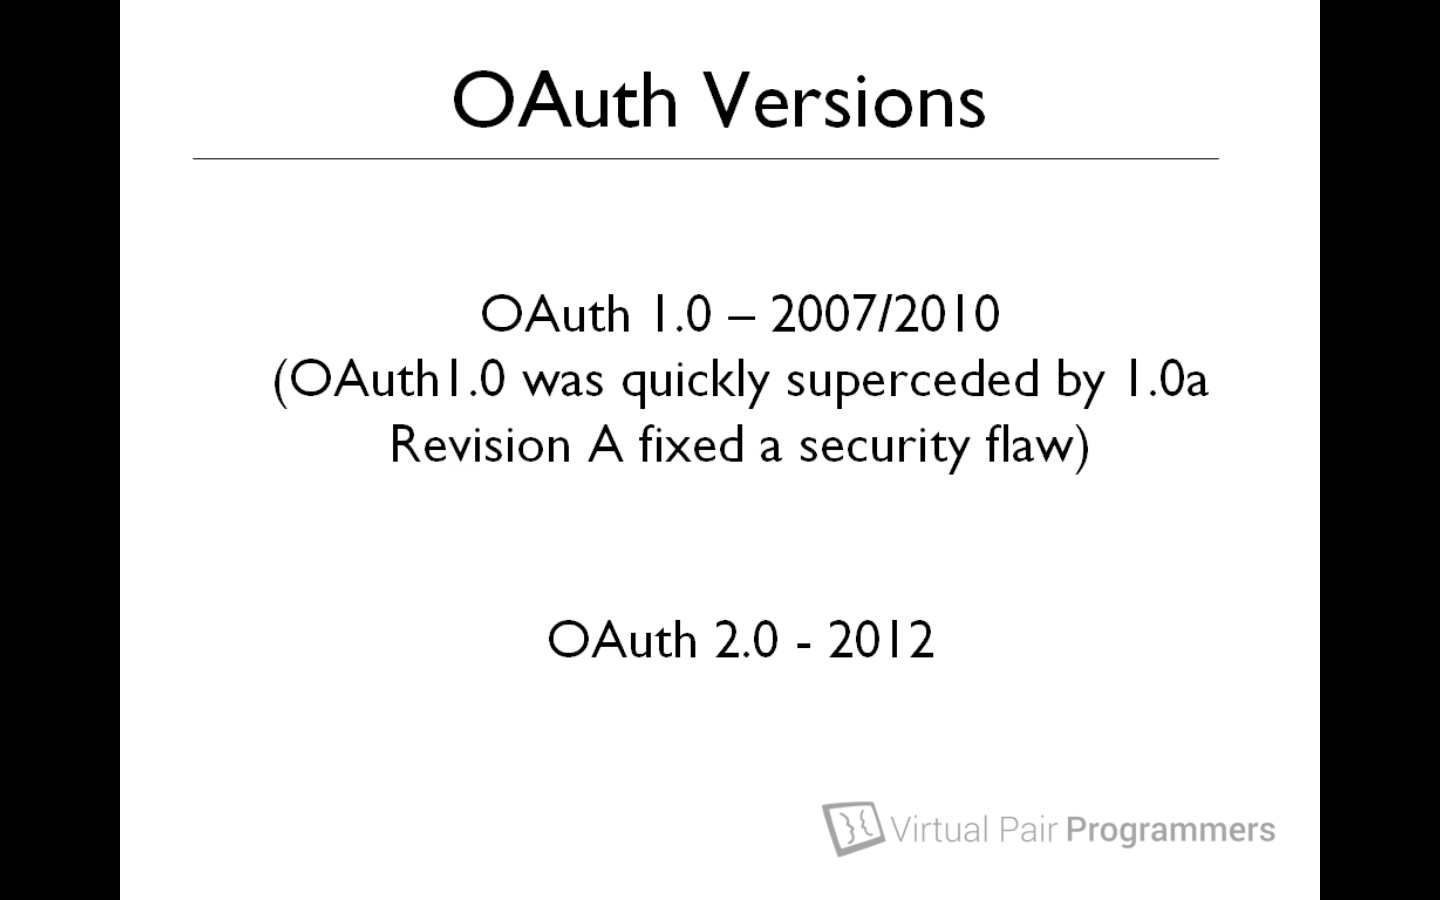 OAuth Versions
OAuth 1.0 – 2007/2010
(OAuth1.0 was quickly superceded by 1.0a
Revision A fixed a security flaw)
OAuth 2.0 - 2012
Virtual Pair Programmers